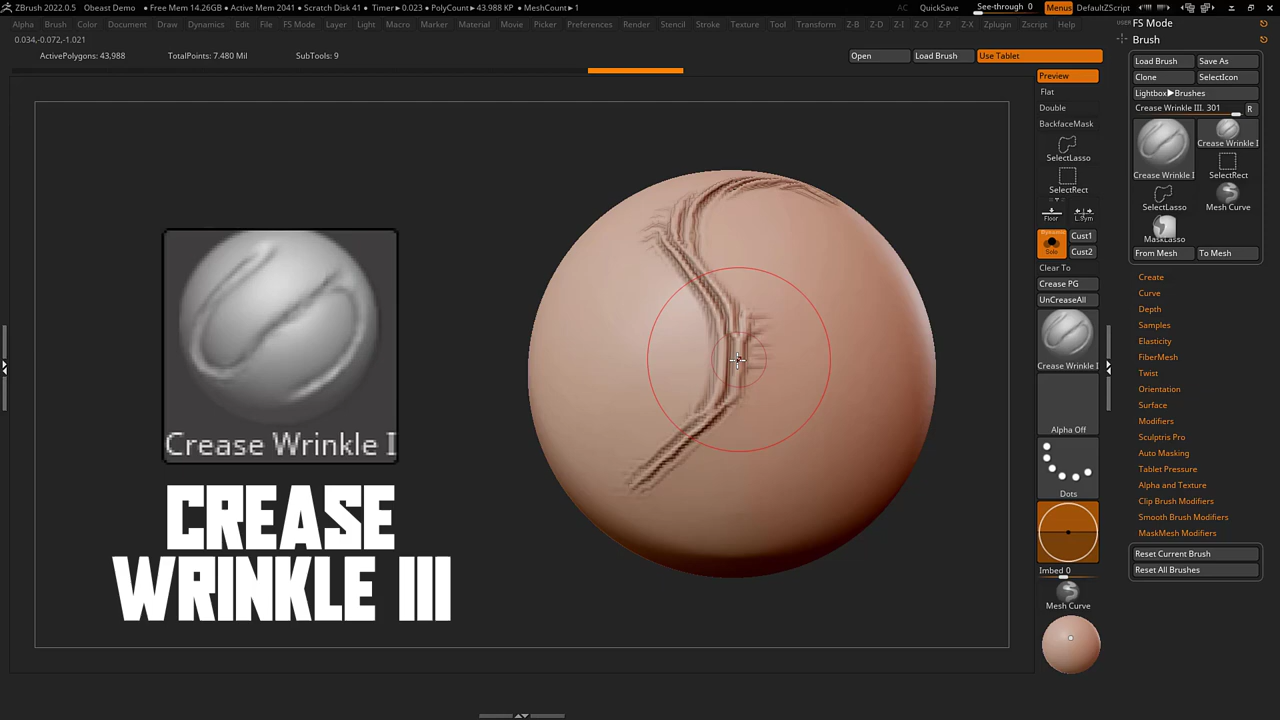 ZBrush 2022.0.5 Obeast Demo • Free Mem 14.26GB • Active Mem 2041 • Scratch Disk 41 • Timer▶0.023 • PolyCount▶43.988 KP • MeshCount▶1 AC QuickSave See-through 0 Menus DefaultZScript
Alpha Brush Color Document Draw Dynamics Edit File FS Mode Layer Light Macro Marker Material Movie Picker Preferences Render Stencil Stroke Texture Tool Transform Z-B Z-D Z-I Z-O Z-P Z-X Zplugin Zscript Help
0.034,-0.072,-1.021
ActivePolygons: 43,988 TotalPoints: 7.480 Mil SubTools: 9 Open Load Brush Use Tablet
Preview
Flat
Double
BackfaceMask
SelectLasso
SelectRect
Floor L.Sym
Dynamic
Solo
Cust1
Cust2
Clear To
Crease PG
UnCreaseAll
Crease Wrinkle I
Alpha Off
Dots
Imbed 0
Mesh Curve
USER FS Mode
Brush
Load Brush Save As
Clone SelectIcon
Lightbox▶Brushes
Crease Wrinkle III. 301 R
Crease Wrinkle I
Crease Wrinkle I SelectRect
SelectLasso Mesh Curve
MaskLasso
From Mesh To Mesh
Create
Curve
Depth
Samples
Elasticity
FiberMesh
Twist
Orientation
Surface
Modifiers
Sculptris Pro
Auto Masking
Tablet Pressure
Alpha and Texture
Clip Brush Modifiers
Smooth Brush Modifiers
MaskMesh Modifiers
Reset Current Brush
Reset All Brushes
Crease Wrinkle I
CREASE
WRINKLE III